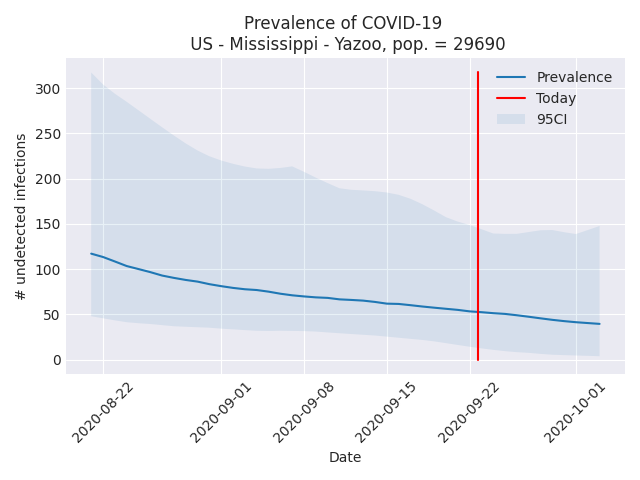 Prevalence of COVID-19
US - Mississippi - Yazoo, pop. = 29690
Prevalence
Today
95CI
# undetected infections
300
250
200
150
100
50
0
2020-08-22
2020-09-01
2020-09-08
2020-09-15
2020-09-22
2020-10-01
Date